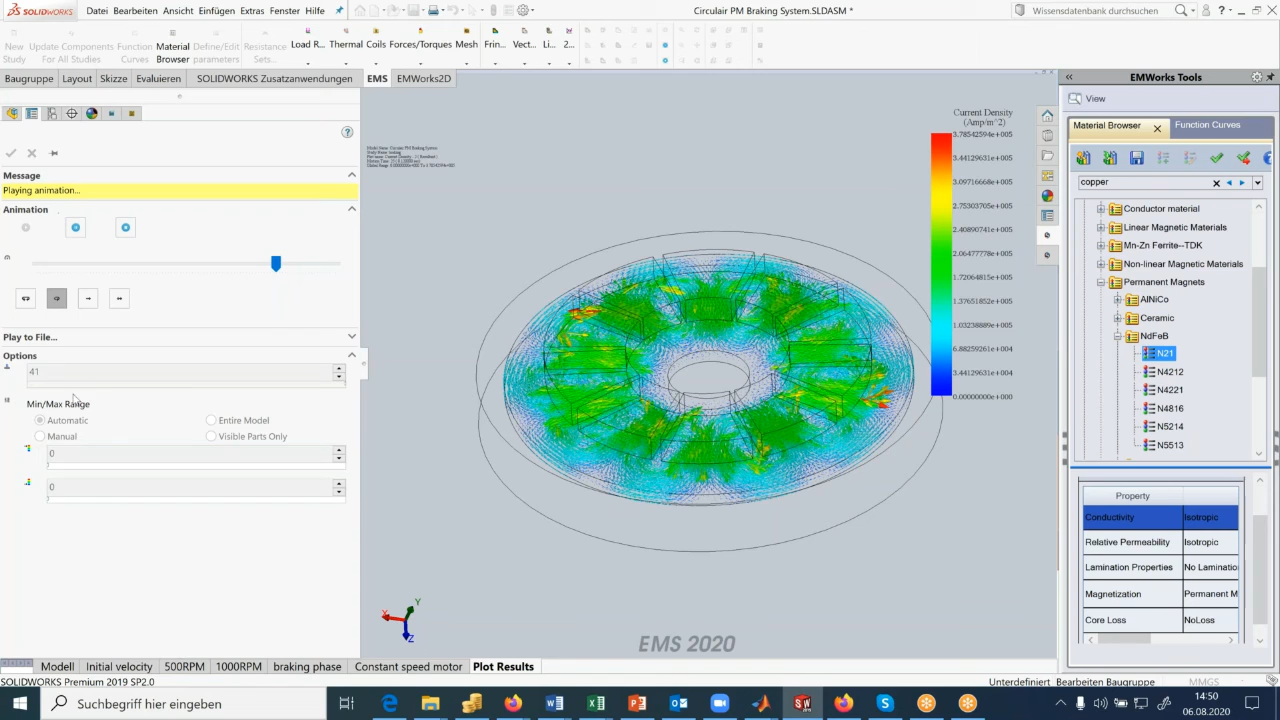 SOLIDWORKS
Datei Bearbeiten Ansicht Einfügen Extras Fenster Hilfe
Circulair PM Braking System.SLDASM *
Wissensdatenbank durchsuchen
New Study
Update Components For All Studies
Function Curves
Material Browser
Define/Edit parameters
Resistance Sets...
Load R...
Thermal
Coils
Forces/Torques
Mesh
Frin...
Vect...
Li...
2...
Baugruppe Layout Skizze Evaluieren SOLIDWORKS Zusatzanwendungen EMS EMWorks2D
EMWorks Tools
View
Material Browser
Function Curves
copper
Conductor material
Linear Magnetic Materials
Mn-Zn Ferrite--TDK
Non-linear Magnetic Materials
Permanent Magnets
AlNiCo
Ceramic
NdFeB
N21
N4212
N4221
N4816
N5214
N5513
Property
Conductivity Isotropic
Relative Permeability Isotropic
Lamination Properties No Laminatio
Magnetization Permanent M
Core Loss NoLoss
Message
Playing animation...
Animation
Play to File...
Options
41
Min/Max Range
Automatic
Entire Model
Manual
Visible Parts Only
0
0
Model Name: Circulair PM Braking System
Current Density
(Amp/m^2)
3.78542594e+005
3.44129631e+005
3.09716668e+005
2.75303705e+005
2.40890741e+005
2.06477778e+005
1.72064815e+005
1.37651852e+005
1.03238889e+005
6.88259261e+004
3.44129631e+004
0.00000000e+000
Y
X
Z
EMS 2020
Modell Initial velocity 500RPM 1000RPM braking phase Constant speed motor Plot Results
SOLIDWORKS Premium 2019 SP2.0
Unterdefiniert Bearbeiten Baugruppe MMGS
Suchbegriff hier eingeben
14:50
06.08.2020